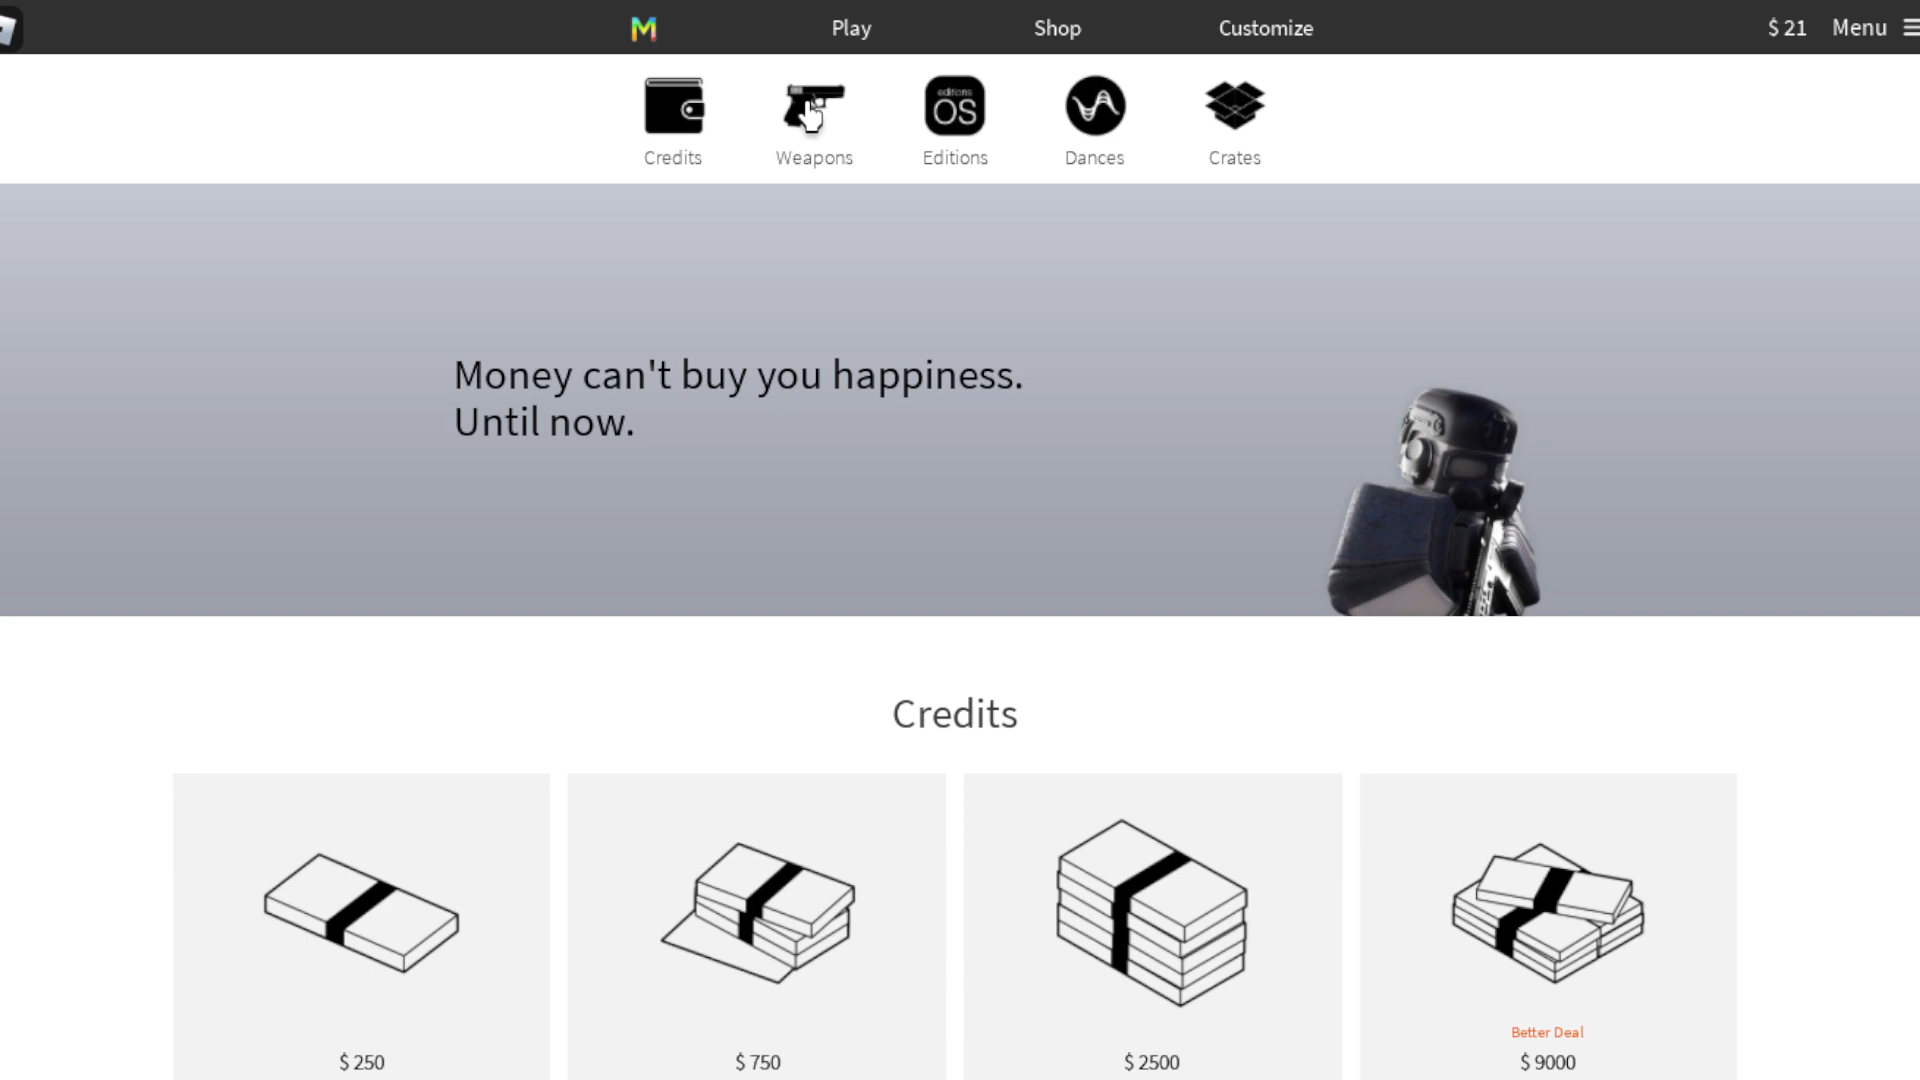 M
Play
Shop
Customize
$ 21
Menu
editions
OS
Credits
Weapons
Editions
Dances
Crates
Money can't buy you happiness.
Until now.
Credits
Better Deal
$ 250
$ 750
$ 2500
$ 9000